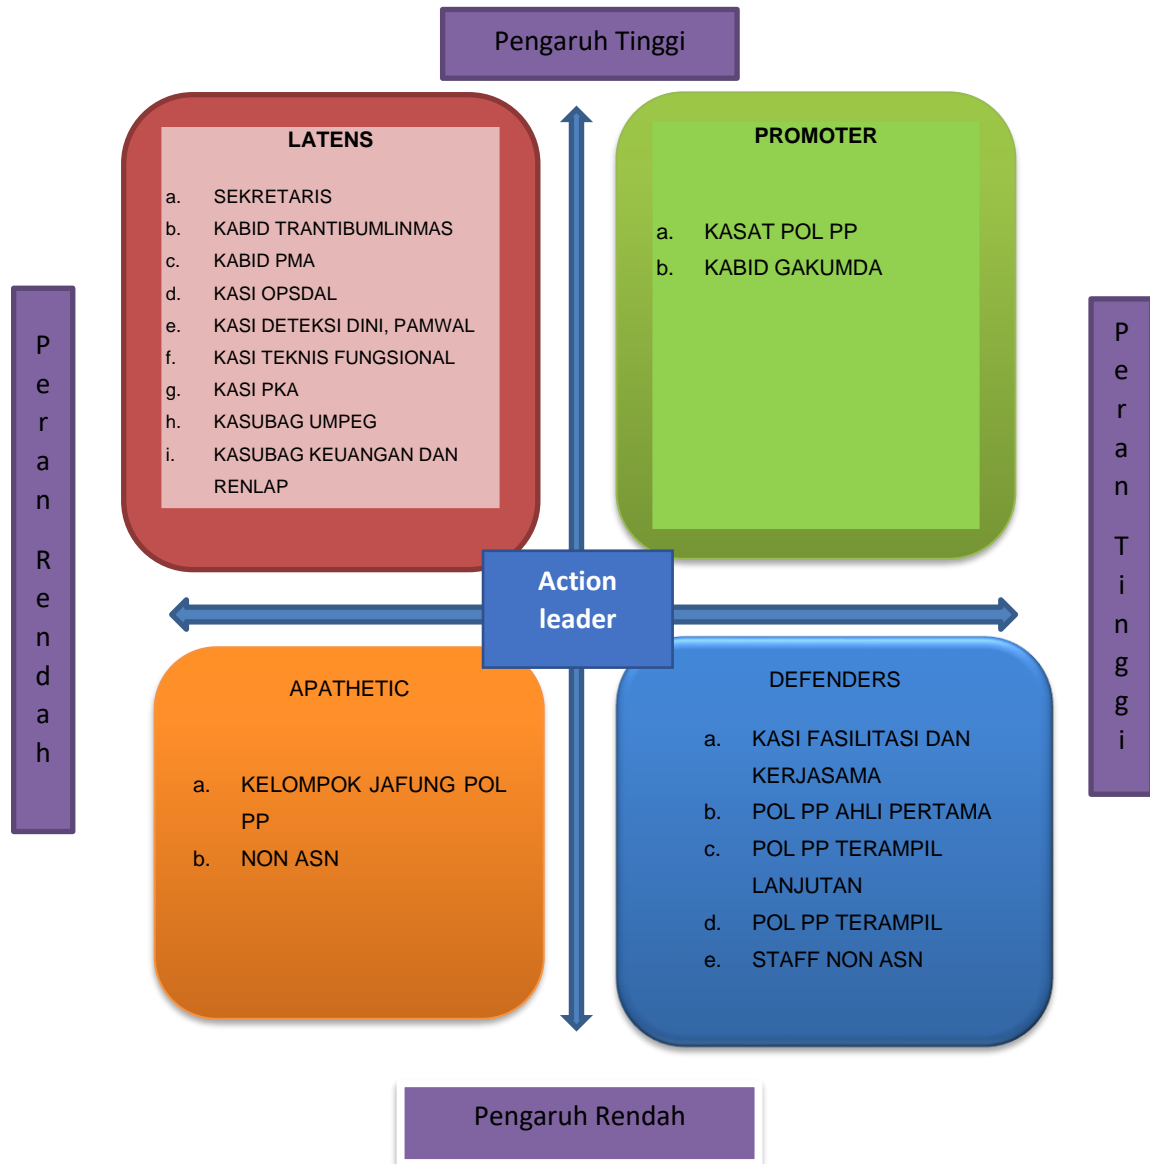 Pengaruh Tinggi
LATENS
a. SEKRETARIS
b. KABID TRANTIBUMLINMAS
c. KABID PMA
d. KASI OPSDAL
e. KASI DETEKSI DINI, PAMWAL
f. KASI TEKNIS FUNGSIONAL
g. KASI PKA
h. KASUBAG UMPEG
i. KASUBAG KEUANGAN DAN
RENLAP
PROMOTER
a. KASAT POL PP
b. KABID GAKUMDA
Peran Rendah
Peran Tinggi
Action
leader
APATHETIC
a. KELOMPOK JAFUNG POL
PP
b. NON ASN
DEFENDERS
a. KASI FASILITASI DAN
KERJASAMA
b. POL PP AHLI PERTAMA
c. POL PP TERAMPIL
LANJUTAN
d. POL PP TERAMPIL
e. STAFF NON ASN
Pengaruh Rendah